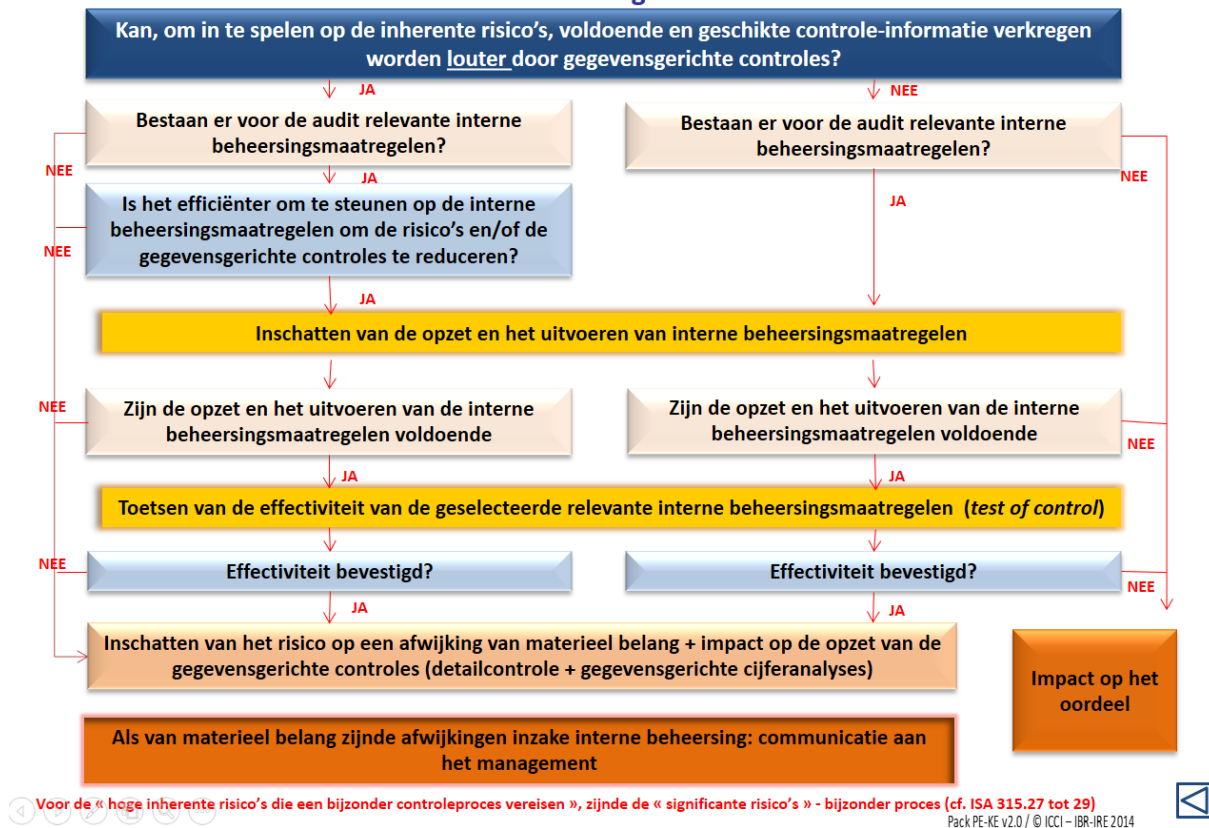 Kan, om in te spelen op de inherente risico's, voldoende en geschikte controle-informatie verkregen
worden louter door gegevensgerichte controles?
JA
NEE
Bestaan er voor de audit relevante interne
beheersingsmaatregelen?
Bestaan er voor de audit relevante interne
beheersingsmaatregelen?
NEE
JA
NEE
Is het efficiënter om te steunen op de interne
beheersingsmaatregelen om de risico's en/of de
gegevensgerichte controles te reduceren?
JA
NEE
JA
Inschatten van de opzet en het uitvoeren van interne beheersingsmaatregelen
NEE
Zijn de opzet en het uitvoeren van de interne
beheersingsmaatregelen voldoende
Zijn de opzet en het uitvoeren van de interne
beheersingsmaatregelen voldoende
NEE
JA
JA
Toetsen van de effectiviteit van de geselecteerde relevante interne beheersingsmaatregelen (test of control)
NEE
Effectiviteit bevestigd?
Effectiviteit bevestigd?
NEE
JA
JA
Inschatten van het risico op een afwijking van materieel belang + impact op de opzet van de
gegevensgerichte controles (detailcontrole + gegevensgerichte cijferanalyses)
Impact op het
oordeel
Als van materieel belang zijnde afwijkingen inzake interne beheersing: communicatie aan
het management
Voor de « hoge inherente risico's die een bijzonder controleproces vereisen », zijnde de « significante risico's » - bijzonder proces (cf. ISA 315.27 tot 29)
Pack PE-KE v2.0 / © ICCI – IBR-IRE 2014